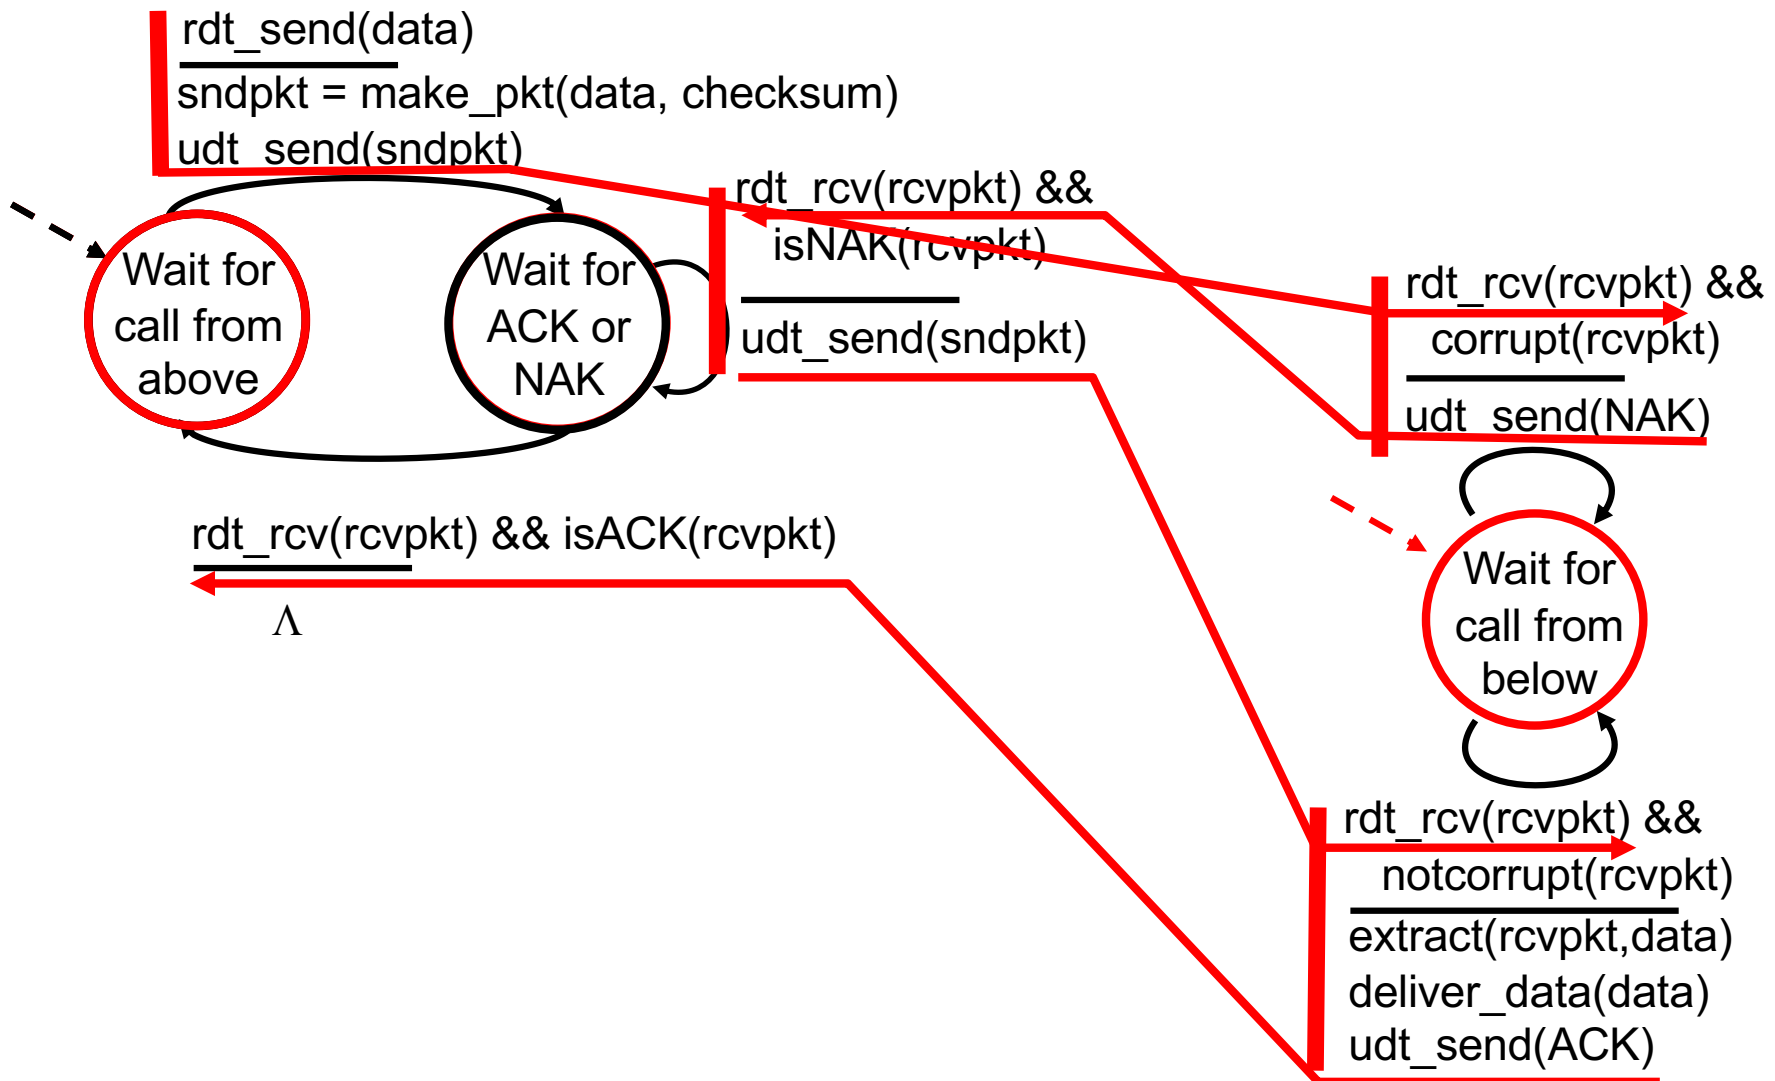 rdt_send(data)
sndpkt = make_pkt(data, checksum)
udt_send(sndpkt)
rdt_rcv(rcvpkt) &&
isNAK(rcvpkt)
udt_send(sndpkt)
Wait for
call from
above
Wait for
ACK or
NAK
rdt_rcv(rcvpkt) && isACK(rcvpkt)
Λ
rdt_rcv(rcvpkt) &&
corrupt(rcvpkt)
udt_send(NAK)
Wait for
call from
below
rdt_rcv(rcvpkt) &&
notcorrupt(rcvpkt)
extract(rcvpkt,data)
deliver_data(data)
udt_send(ACK)